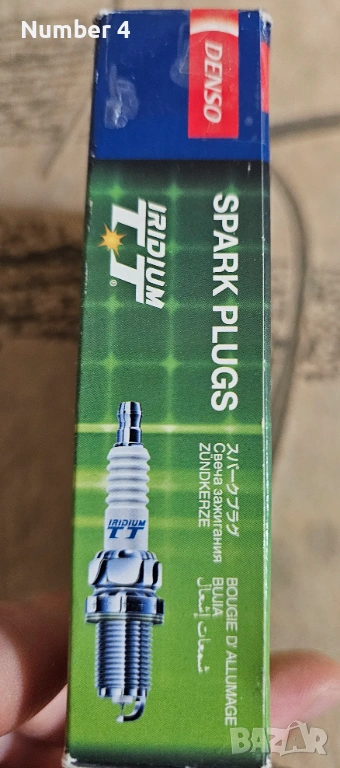 Number 4
DENSO
SPARK PLUGS
IRIDIUM
TT®
スパークプラグ
Свеча зажигания
ZÜNDKERZE
BOUGIE D'ALLUMAGE
BUJIA
شمعات إشعال
IRIDIUM
TT
BAZAR